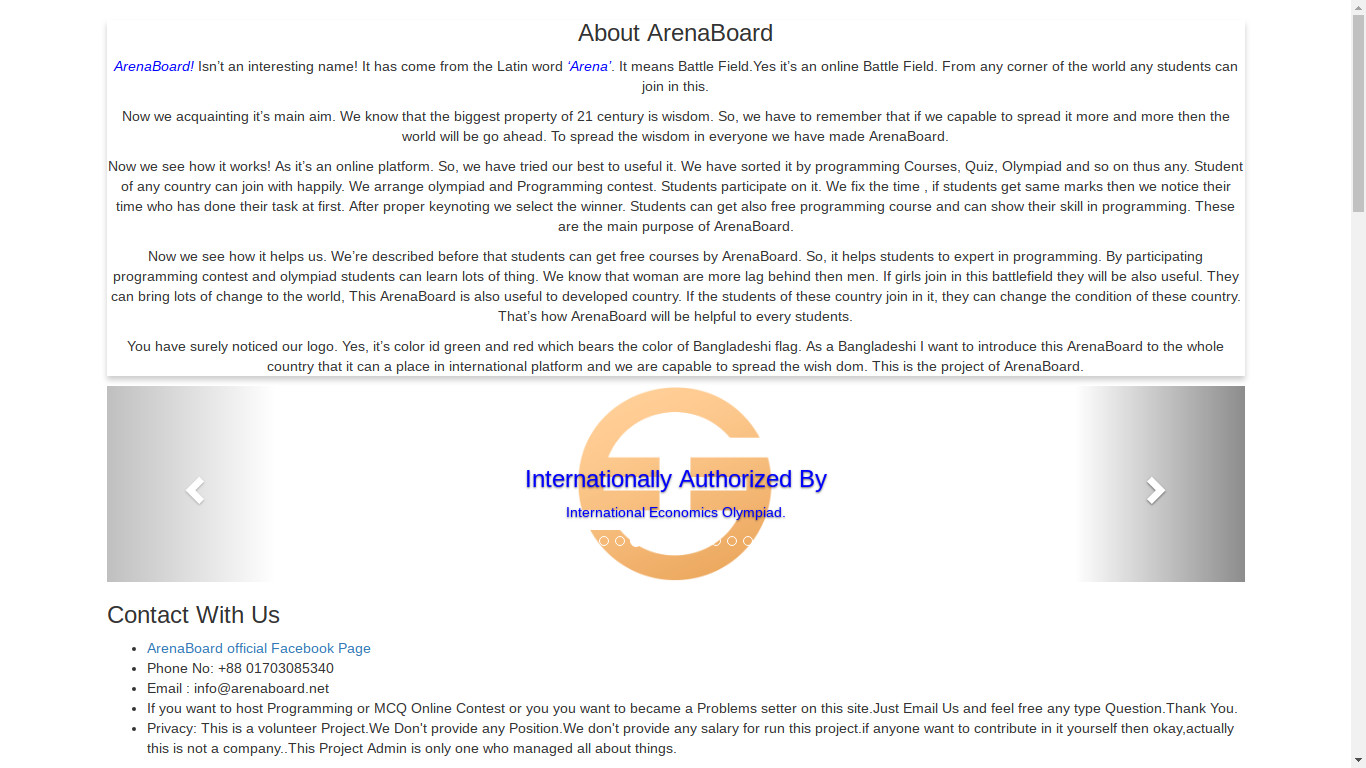 About ArenaBoard
ArenaBoard! Isn’t an interesting name! It has come from the Latin word ‘Arena’. It means Battle Field.Yes it’s an online Battle Field. From any corner of the world any students can
join in this.
Now we acquainting it’s main aim. We know that the biggest property of 21 century is wisdom. So, we have to remember that if we capable to spread it more and more then the
world will be go ahead. To spread the wisdom in everyone we have made ArenaBoard.
Now we see how it works! As it’s an online platform. So, we have tried our best to useful it. We have sorted it by programming Courses, Quiz, Olympiad and so on thus any. Student
of any country can join with happily. We arrange olympiad and Programming contest. Students participate on it. We fix the time , if students get same marks then we notice their
time who has done their task at first. After proper keynoting we select the winner. Students can get also free programming course and can show their skill in programming. These
are the main purpose of ArenaBoard.
Now we see how it helps us. We’re described before that students can get free courses by ArenaBoard. So, it helps students to expert in programming. By participating
programming contest and olympiad students can learn lots of thing. We know that woman are more lag behind then men. If girls join in this battlefield they will be also useful. They
can bring lots of change to the world, This ArenaBoard is also useful to developed country. If the students of these country join in it, they can change the condition of these country.
That’s how ArenaBoard will be helpful to every students.
You have surely noticed our logo. Yes, it’s color id green and red which bears the color of Bangladeshi flag. As a Bangladeshi I want to introduce this ArenaBoard to the whole
country that it can a place in international platform and we are capable to spread the wish dom. This is the project of ArenaBoard.
Internationally Authorized By
International Economics Olympiad.
Contact With Us
ArenaBoard official Facebook Page
Phone No: +88 01703085340
Email : info@arenaboard.net
If you want to host Programming or MCQ Online Contest or you you want to became a Problems setter on this site.Just Email Us and feel free any type Question.Thank You.
Privacy: This is a volunteer Project.We Don't provide any Position.We don't provide any salary for run this project.if anyone want to contribute in it yourself then okay,actually
this is not a company..This Project Admin is only one who managed all about things.